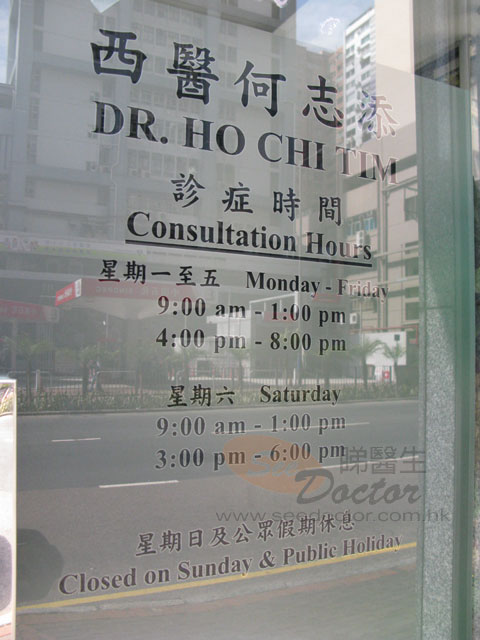 西醫何志添
DR. HO CHI TIM
診症時間
Consultation Hours
星期一至五 Monday - Friday
9:00 am - 1:00 pm
4:00 pm - 8:00 pm
星期六 Saturday
9:00 am - 1:00 pm
3:00 pm - 6:00 pm
睇醫生
Doctor
www.seedoctor.com.hk
星期日及公眾假期休息
Closed on Sunday & Public Holiday